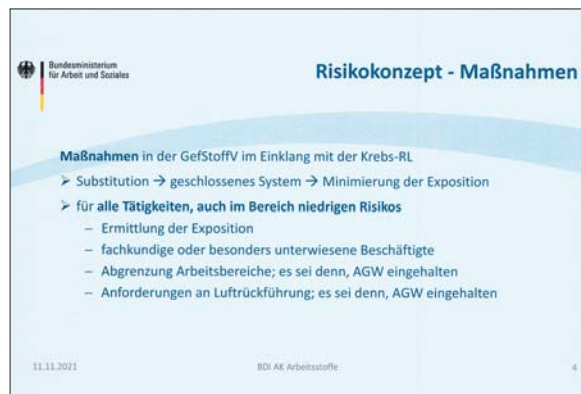 Bundesministerium
für Arbeit und Soziales
Risikokonzept - Maßnahmen
Maßnahmen in der GefStoffV im Einklang mit der Krebs-RL
➢ Substitution → geschlossenes System → Minimierung der Exposition
➢ für alle Tätigkeiten, auch im Bereich niedrigen Risikos
– Ermittlung der Exposition
– fachkundige oder besonders unterwiesene Beschäftigte
– Abgrenzung Arbeitsbereiche; es sei denn, AGW eingehalten
– Anforderungen an Luftrückführung; es sei denn, AGW eingehalten
11.11.2021 BDI AK Arbeitsstoffe 4